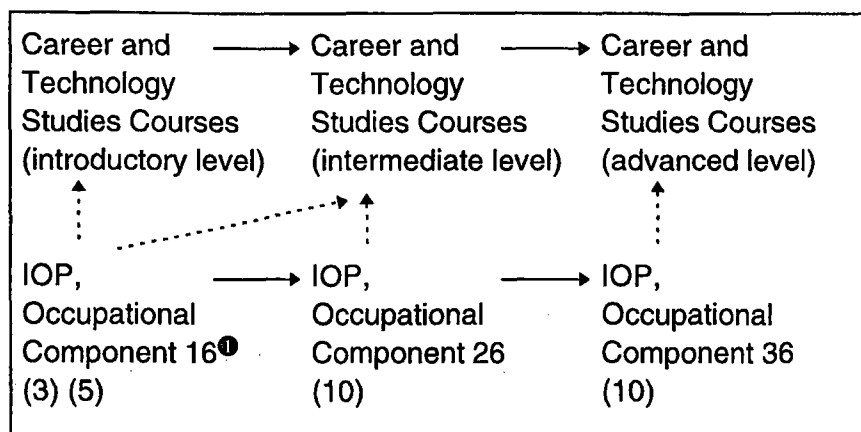 Career and
Technology
Studies Courses
(introductory level)
Career and
Technology
Studies Courses
(intermediate level)
Career and
Technology
Studies Courses
(advanced level)
IOP,
Occupational
Component 16❶
(3) (5)
IOP,
Occupational
Component 26
(10)
IOP,
Occupational
Component 36
(10)